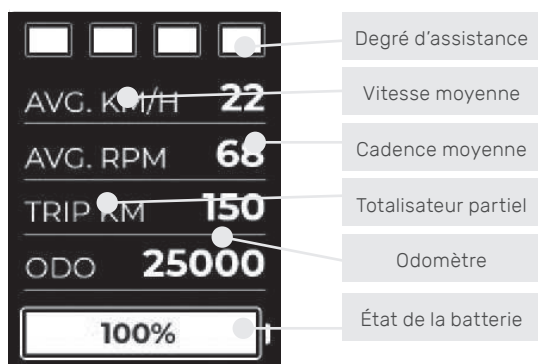 Degré d'assistance
AVG. KM/H 22 Vitesse moyenne
AVG. RPM 68 Cadence moyenne
TRIP KM 150 Totalisateur partiel
ODO 25000 Odomètre
100% État de la batterie